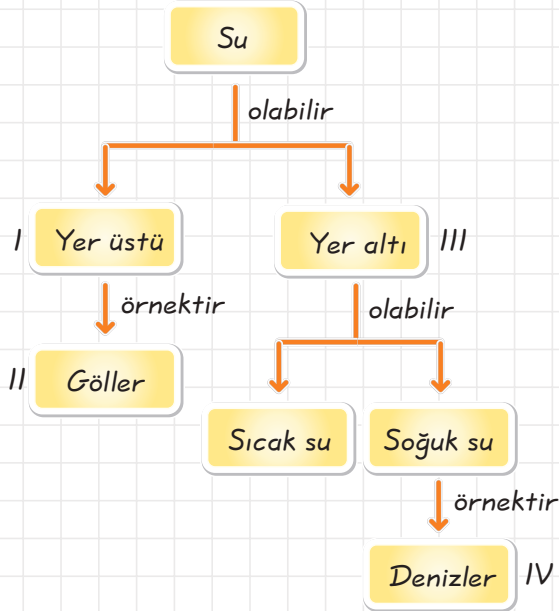 Su
olabilir
I Yer üstü
Yer altı III
örnektir
olabilir
II Göller
Sıcak su
Soğuk su
örnektir
Denizler IV